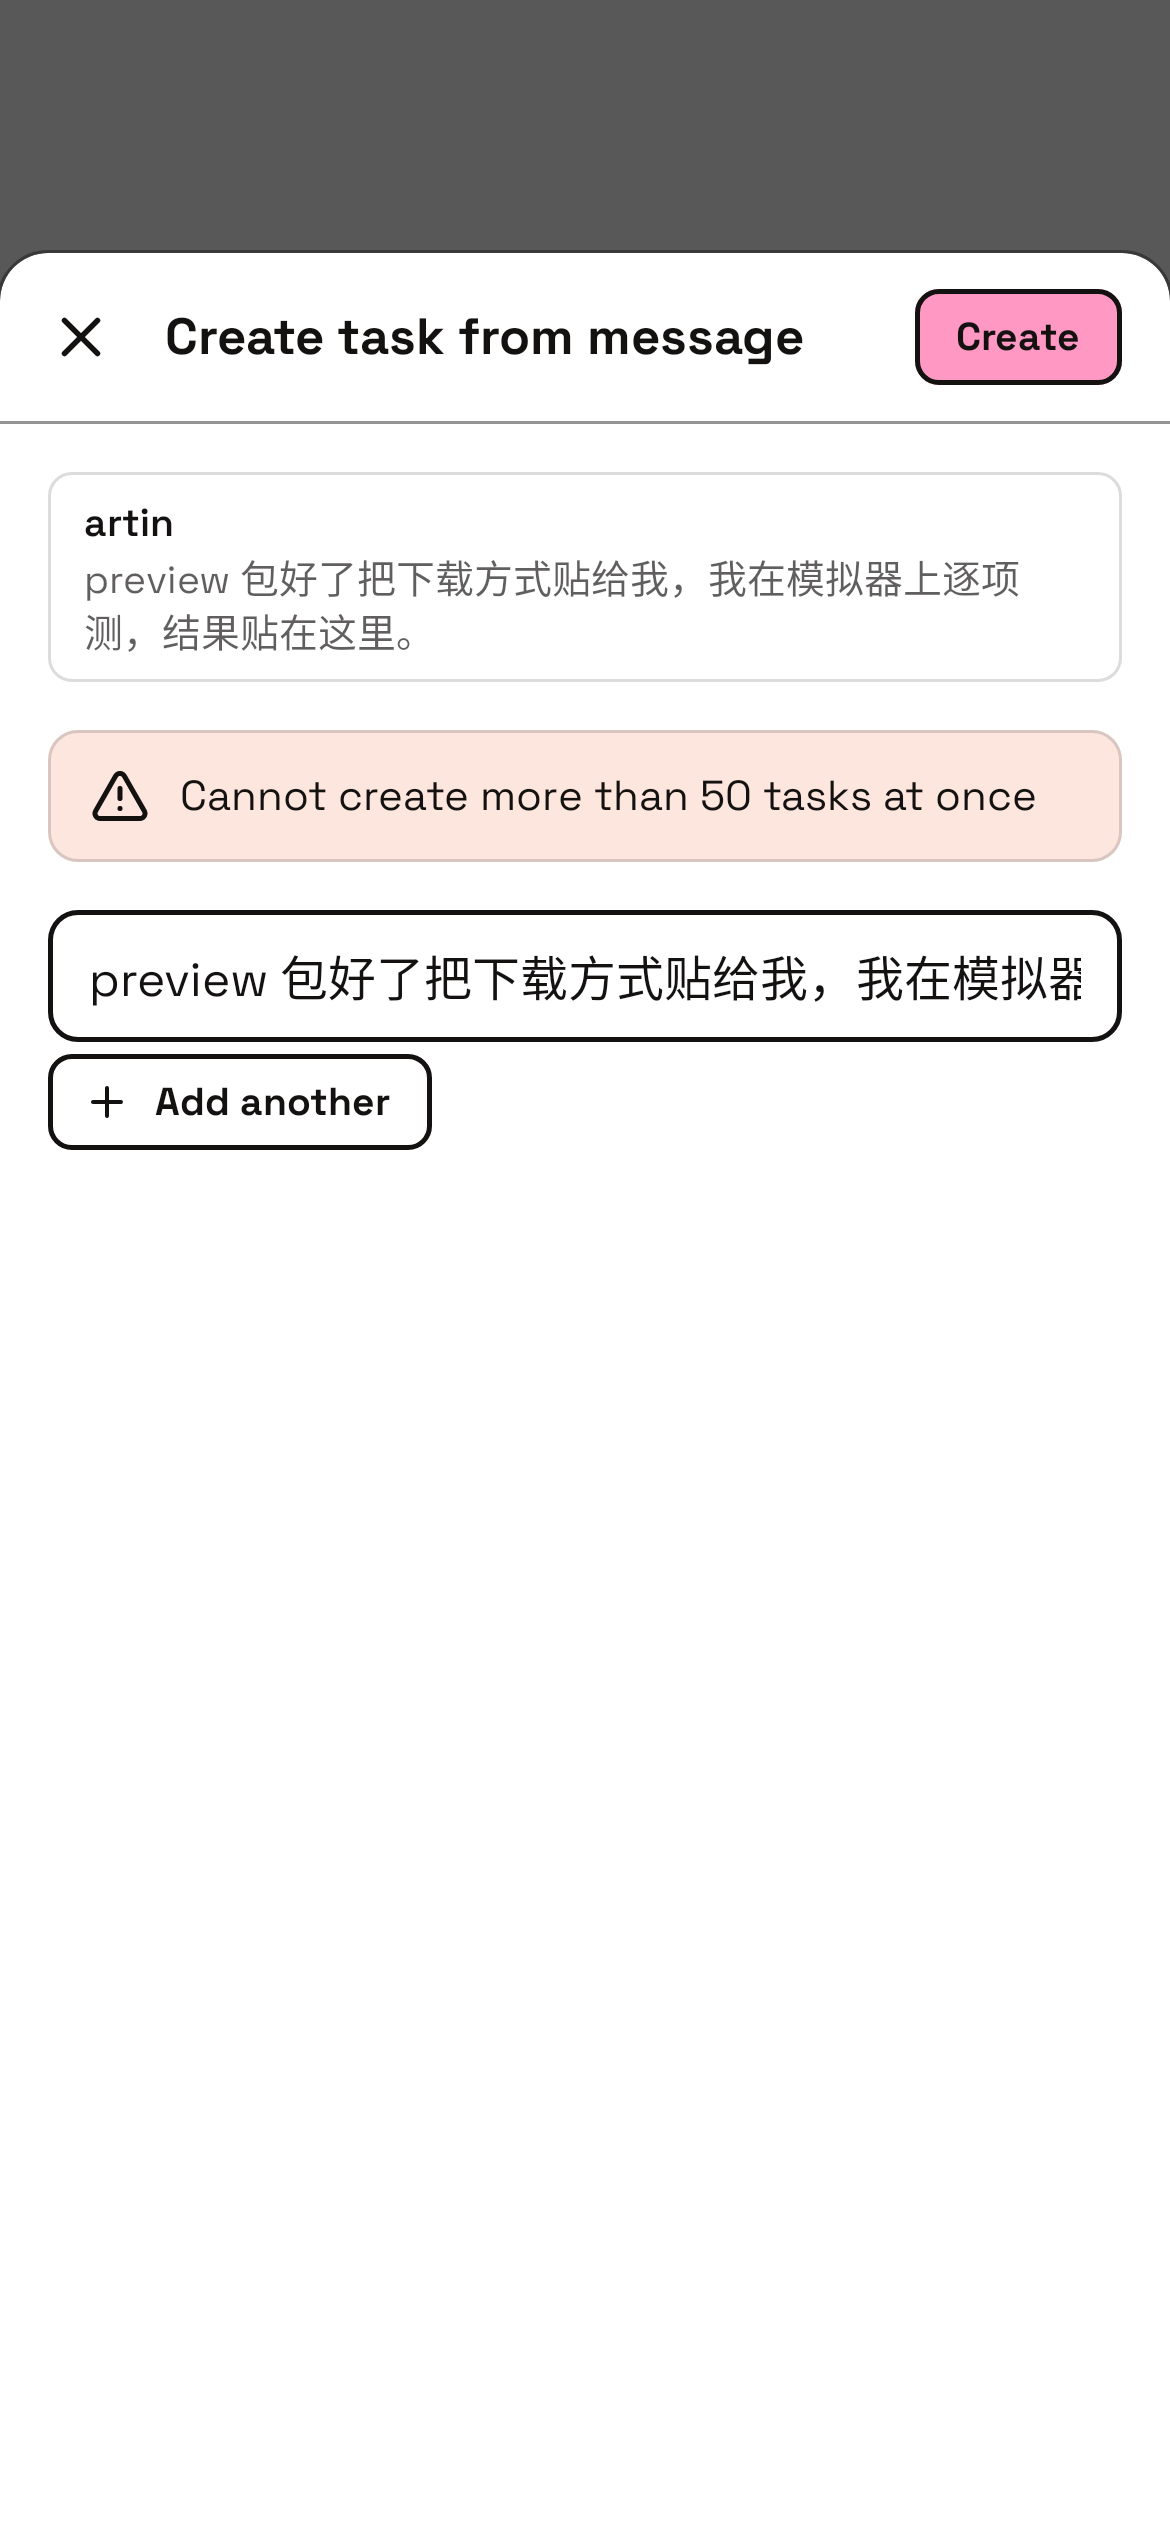 Create task from message
Create
artin
preview 包好了把下载方式贴给我，我在模拟器上逐项
测，结果贴在这里。
Cannot create more than 50 tasks at once
preview 包好了把下载方式贴给我，我在模拟器
Add another